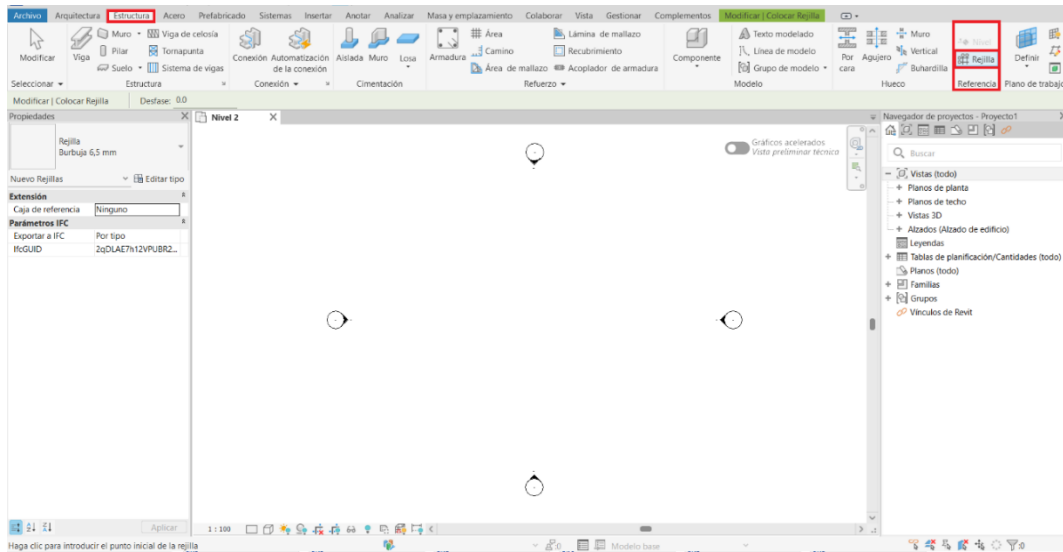 Archivo Arquitectura Estructura Acero Prefabricado Sistemas Insertar Anotar Analizar Masa y emplazamiento Colaborar Vista Gestionar Complementos Modificar | Colocar Rejilla
Muro Viga de celosía Área Lámina de mallazo Texto modelado Muro Nivel
Modificar Viga Pilar Tornapunta Conexión Automatización de la conexión Aislada Muro Losa Armadura Camino Recubrimiento Componente Línea de modelo Por cara Agujero Vertical Rejilla Definir
Suelo Sistema de vigas Área de mallazo Acoplador de armadura Grupo de modelo Buhardilla
Seleccionar Estructura Conexión Cimentación Refuerzo Modelo Hueco Referencia Plano de trabajo
Modificar | Colocar Rejilla Desfase: 0.0
Propiedades Nivel 2 Navegador de proyectos - Proyecto1
Rejilla
Burbuja 6,5 mm
Gráficos acelerados
Vista preliminar técnica
Buscar
Nuevo Rejillas Editar tipo
Extensión
Caja de referencia Ninguno
Parámetros IFC
Exportar a IFC Por tipo
IfcGUID 2qDLAE7h12VPUBR2...
Vistas (todo)
Planos de planta
Planos de techo
Vistas 3D
Alzados (Alzado de edificio)
Leyendas
Tablas de planificación/Cantidades (todo)
Planos (todo)
Familias
Grupos
Vínculos de Revit
Aplicar 1 : 100
Haga clic para introducir el punto inicial de la rejilla :0 Modelo base :0